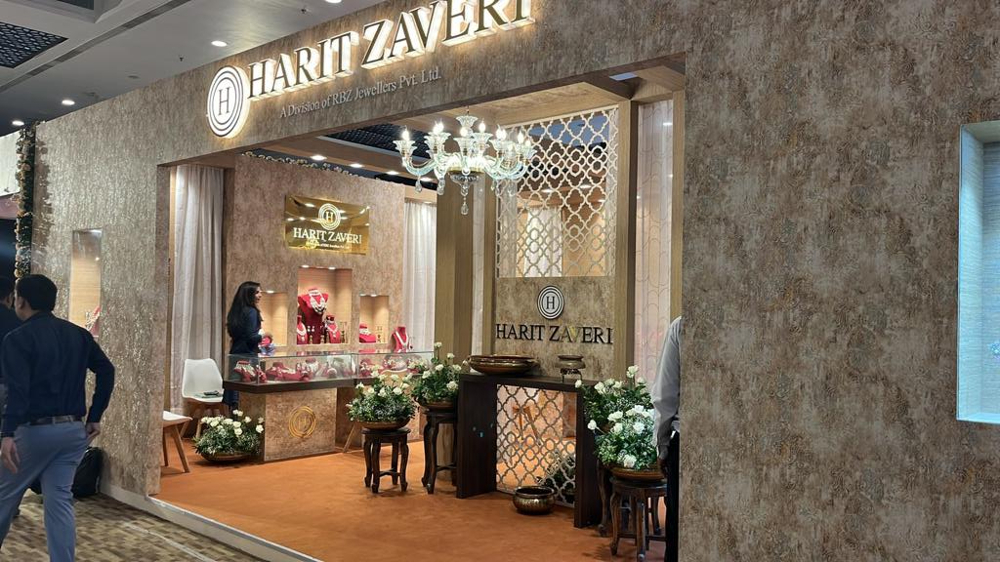 H HARIT ZAVERI
A Division of RBZ Jewellers Pvt. Ltd.
H
HARIT ZAVERI
H
HARIT ZAVERI